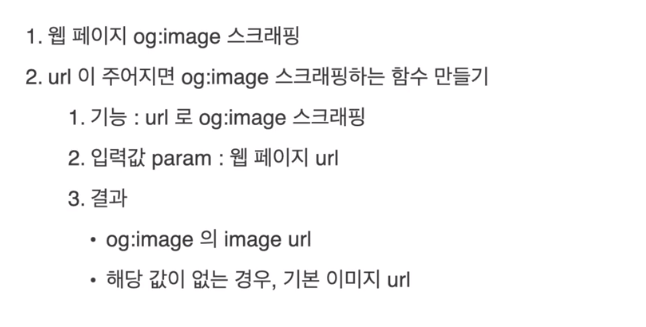 1. 웹 페이지 og:image 스크래핑
2. url 이 주어지면 og:image 스크래핑하는 함수 만들기
1. 기능 : url 로 og:image 스크래핑
2. 입력값 param : 웹 페이지 url
3. 결과
• og:image 의 image url
• 해당 값이 없는 경우, 기본 이미지 url